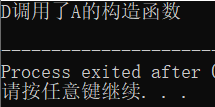 D调用了A的构造函数
--------------------
Process exited after
请按任意键继续. . .